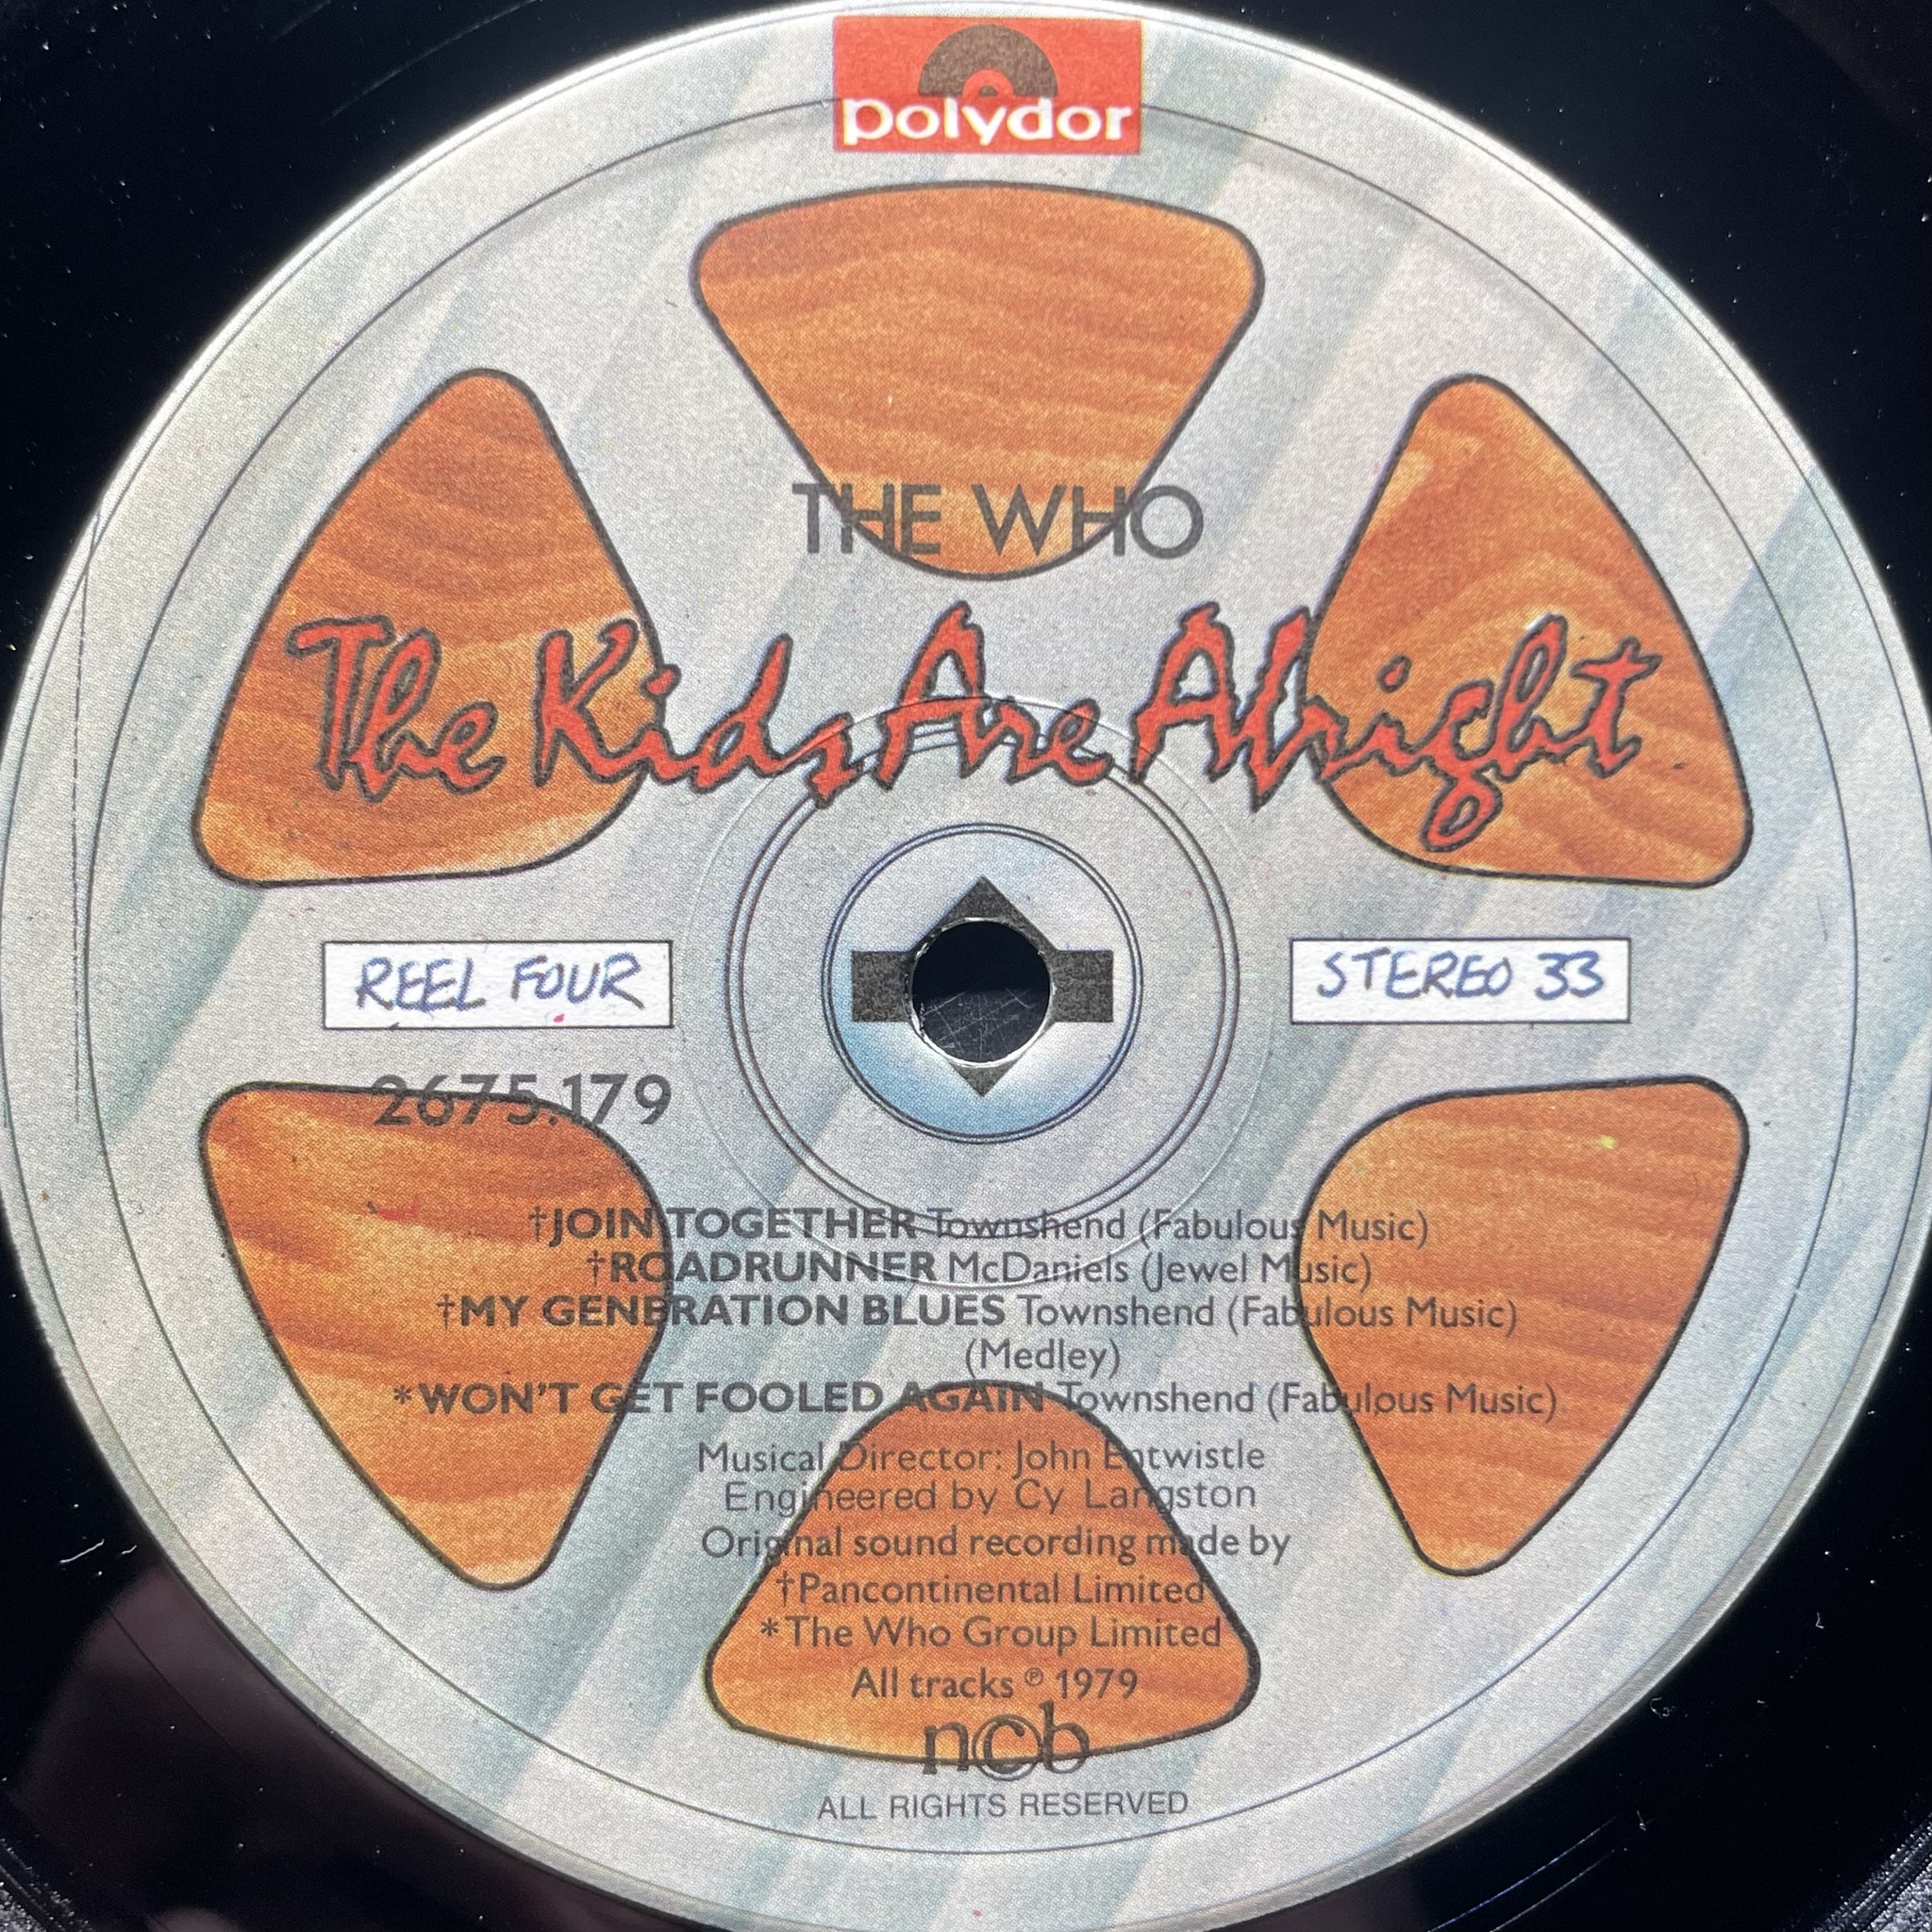 polydor
THE WHO
The Kids Are Alright
REEL FOUR
STEREO 33
2675.179
†JOIN TOGETHER Townshend (Fabulous Music)
†ROADRUNNER McDaniels (Jewel Music)
†MY GENERATION BLUES Townshend (Fabulous Music)
(Medley)
*WON'T GET FOOLED AGAIN Townshend (Fabulous Music)
Musical Director: John Entwistle
Engineered by Cy Langston
Original sound recording made by
†Pancontinental Limited
*The Who Group Limited
All tracks ℗ 1979
n©b
ALL RIGHTS RESERVED